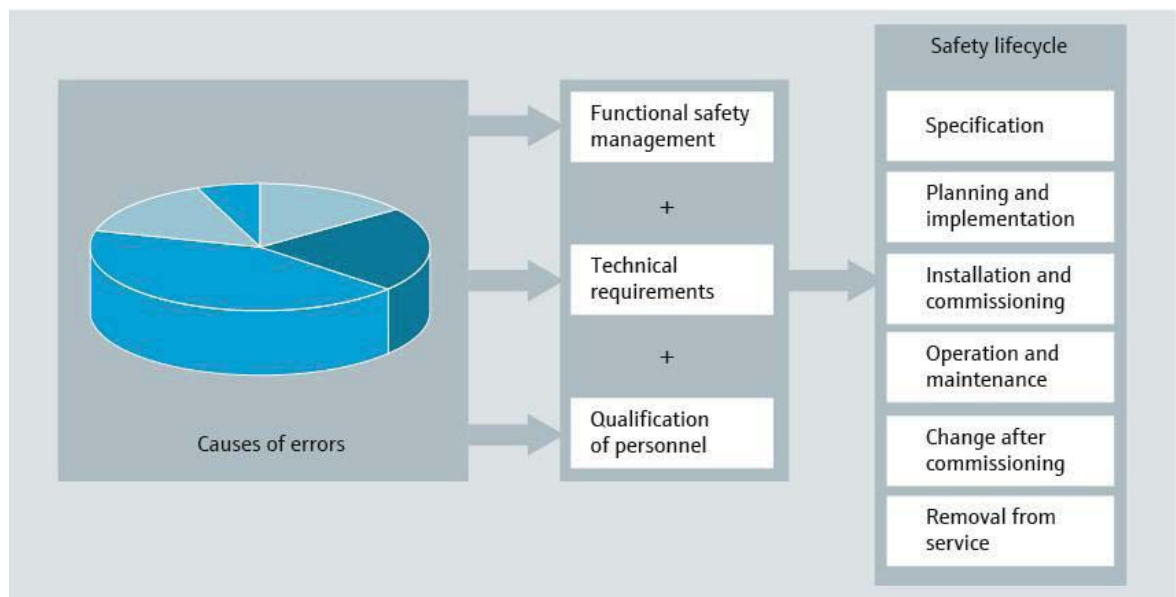 Causes of errors
Functional safety
management
+
Technical
requirements
+
Qualification
of personnel
Safety lifecycle
Specification
Planning and
implementation
Installation and
commissioning
Operation and
maintenance
Change after
commissioning
Removal from
service